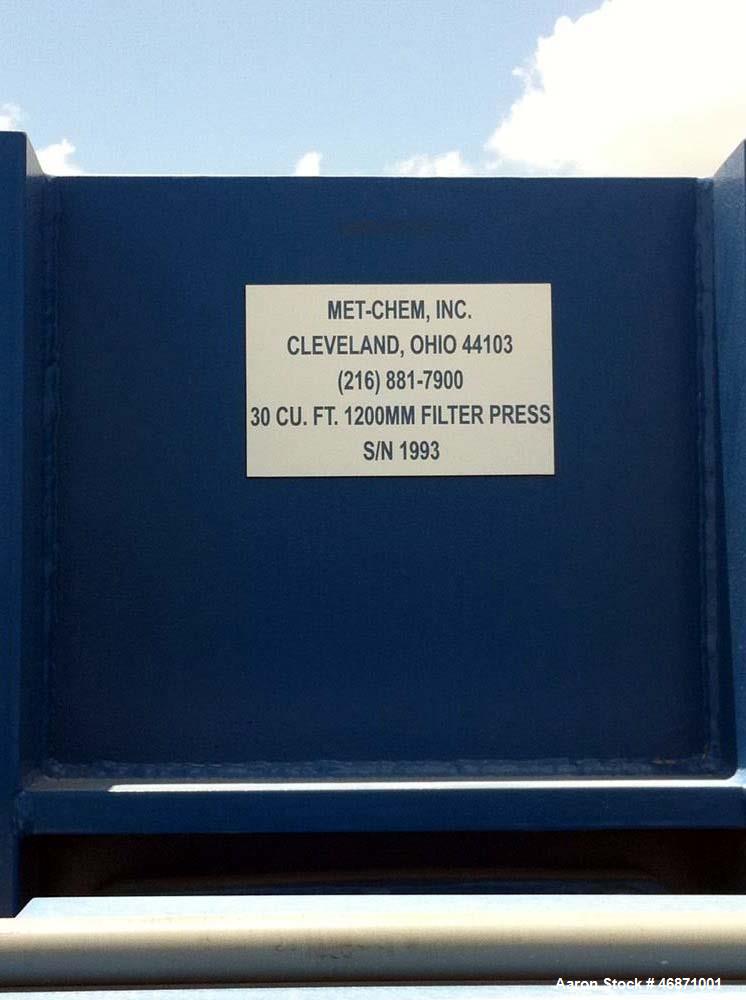 MET-CHEM, INC.
CLEVELAND, OHIO 44103
(216) 881-7900
30 CU. FT. 1200MM FILTER PRESS
S/N 1993
Aaron Stock # 46871001